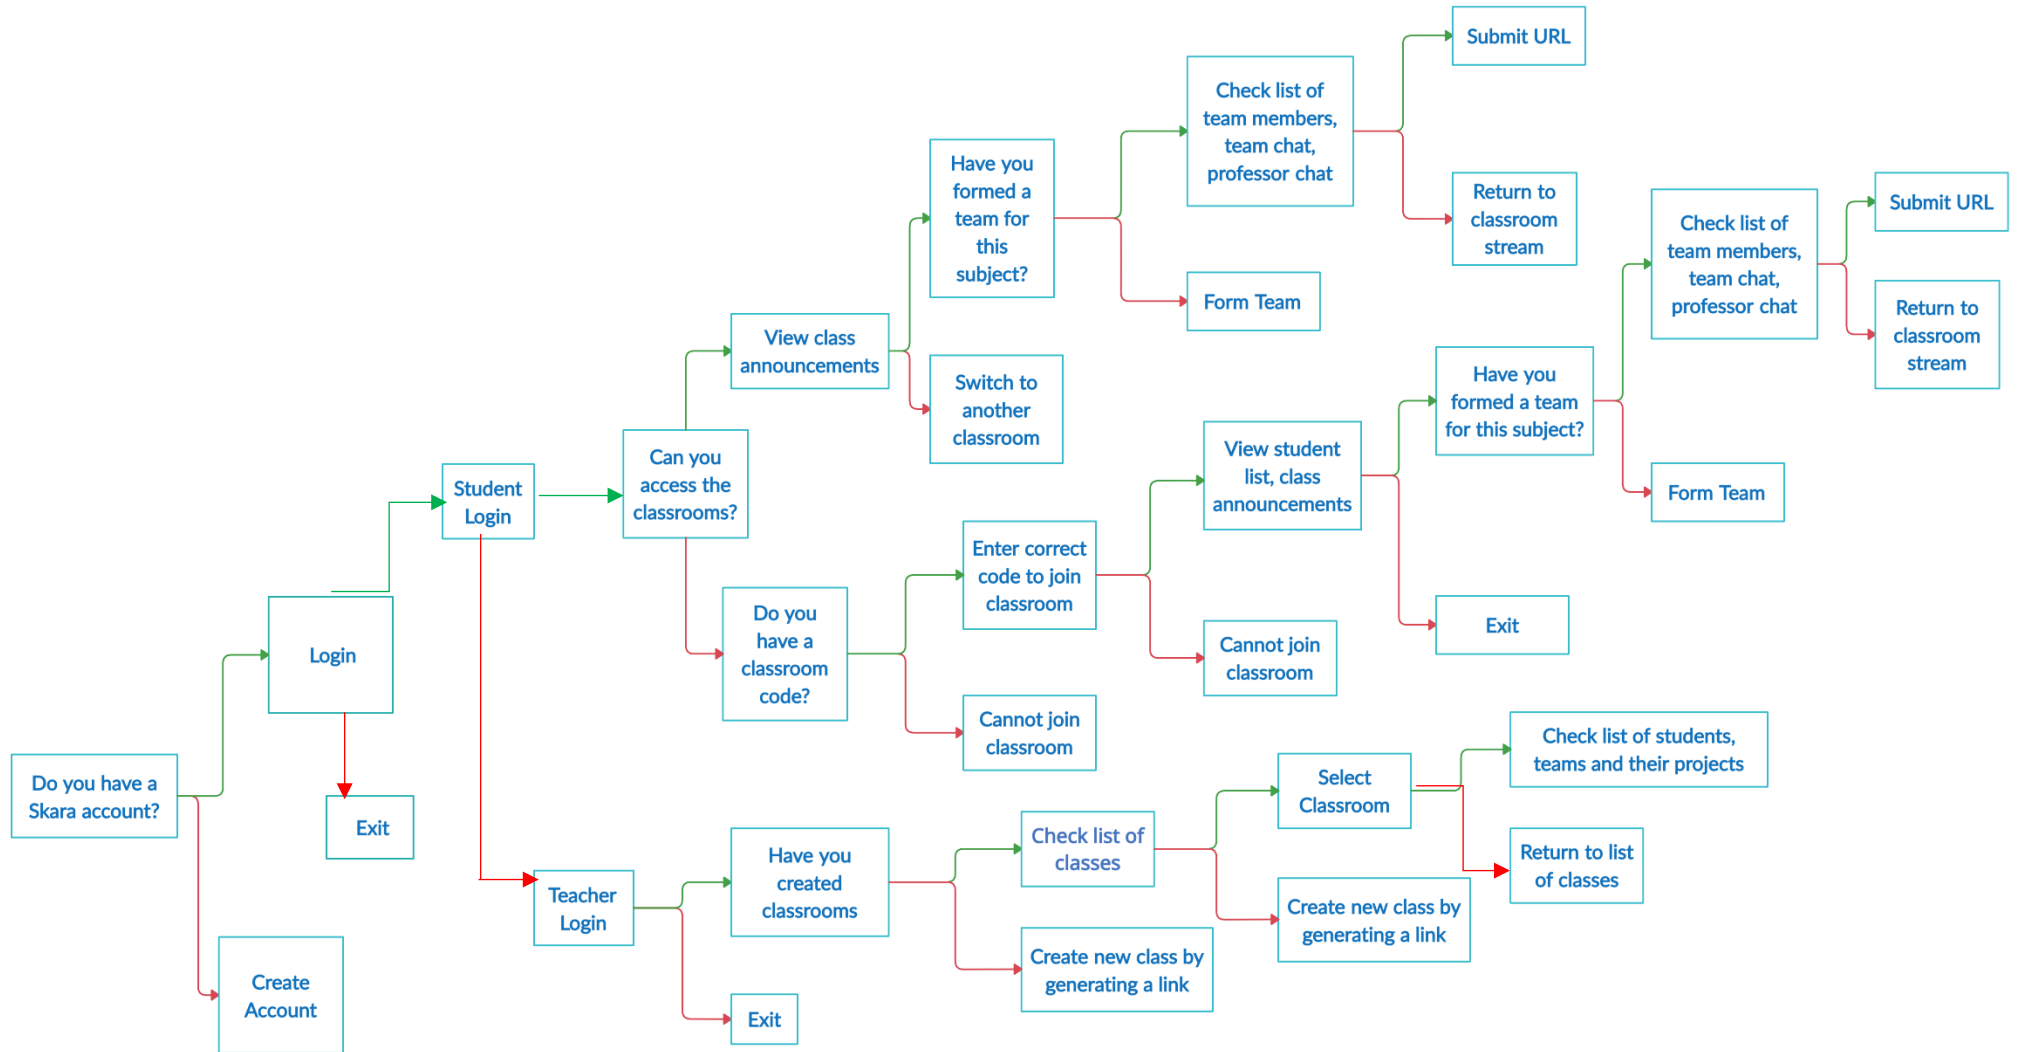 Submit URL
Check list of
team members,
team chat,
professor chat
Have you
formed a
team for
this
subject?
Return to
classroom
stream
Submit URL
Check list of
team members,
team chat,
professor chat
Form Team
Return to
classroom
stream
View class
announcements
Switch to
another
classroom
Have you
formed a team
for this subject?
Student
Login
Can you
access the
classrooms?
View student
list, class
announcements
Form Team
Enter correct
code to join
classroom
Login
Do you
have a
classroom
code?
Cannot join
classroom
Exit
Cannot join
classroom
Do you have a
Skara account?
Exit
Select
Classroom
Check list of students,
teams and their projects
Teacher
Login
Have you
created
classrooms
Check list of
classes
Return to list
of classes
Create new class by
generating a link
Create new class by
generating a link
Create
Account
Exit